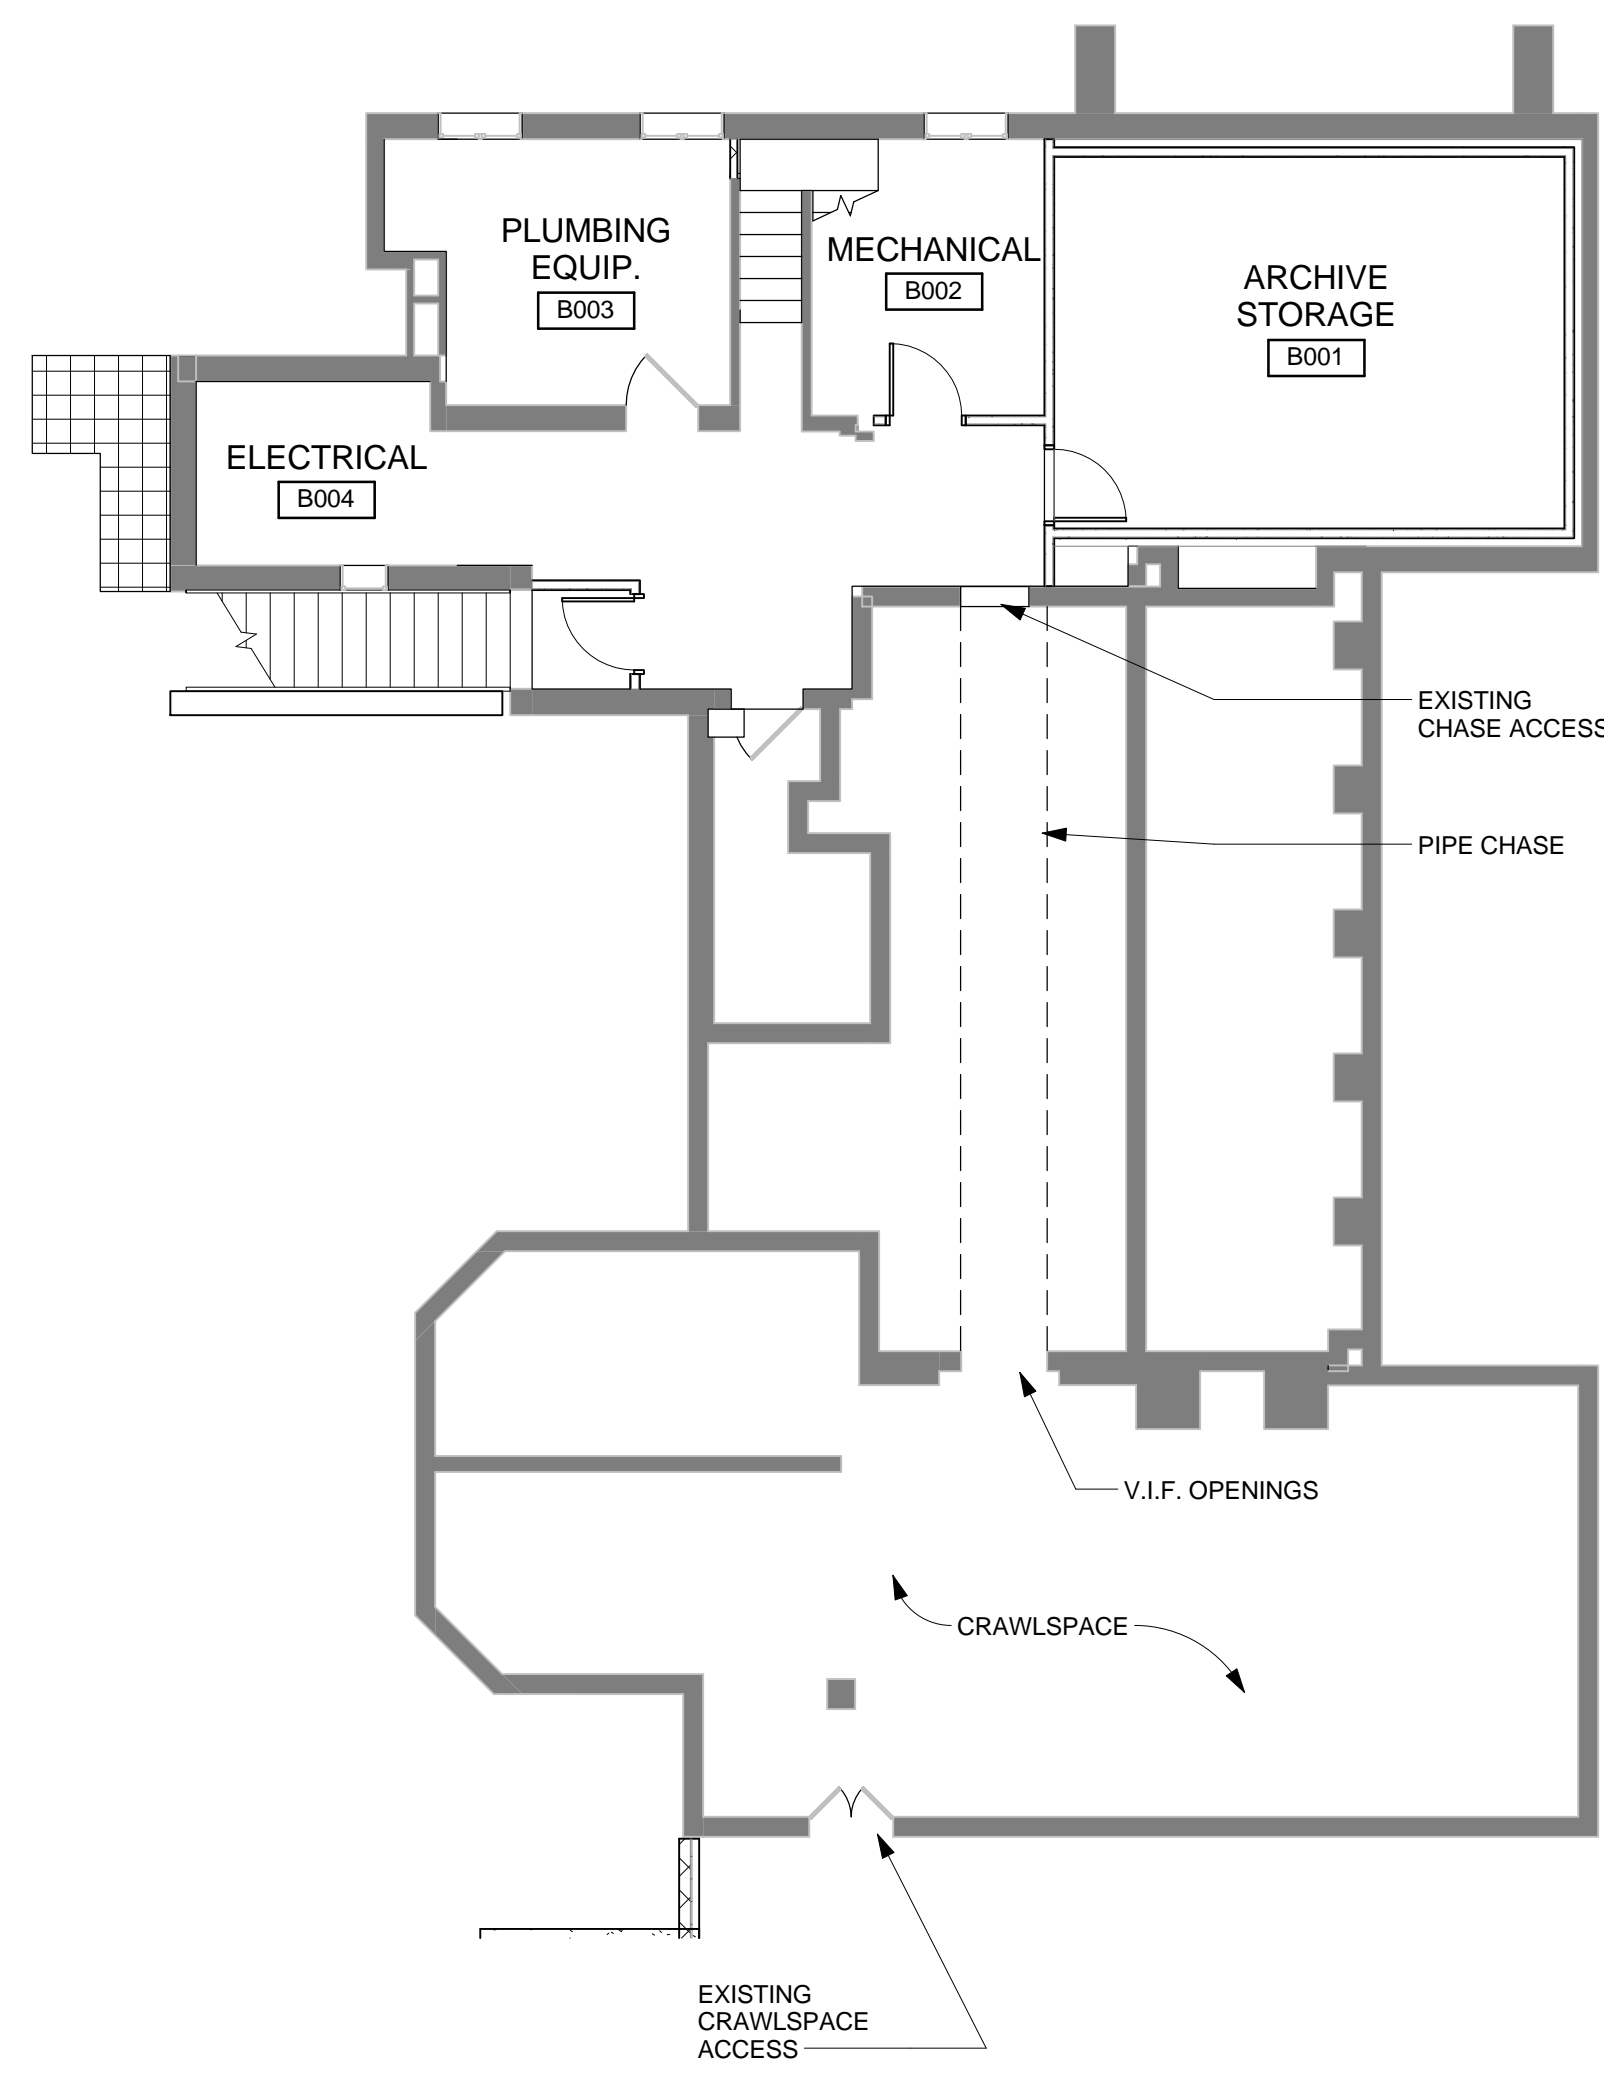 PLUMBING
EQUIP.
B003
MECHANICAL
B002
ARCHIVE
STORAGE
B001
ELECTRICAL
B004
EXISTING
CHASE ACCESS
PIPE CHASE
V.I.F. OPENINGS
CRAWLSPACE
EXISTING
CRAWLSPACE
ACCESS